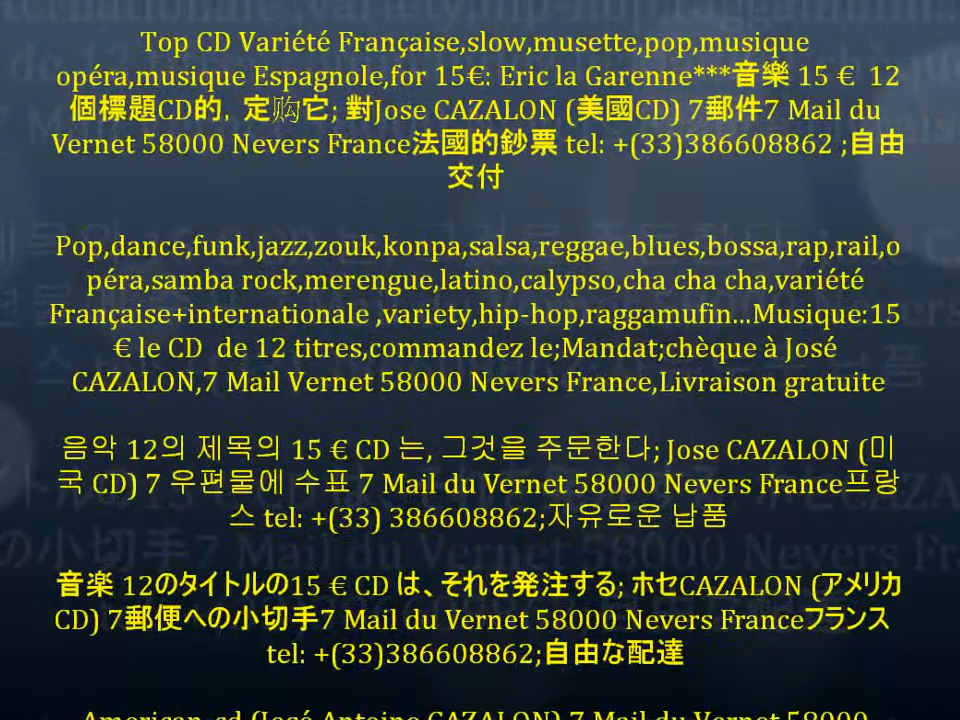 Top CD Variété Française,slow,musette,pop,musique
opéra,musique Espagnole,for 15€: Eric la Garenne***音樂 15 € 12
個標題CD的，定购它; 對Jose CAZALON (美國CD) 7郵件7 Mail du
Vernet 58000 Nevers France法國的鈔票 tel: +(33)386608862 ;自由
交付
Pop,dance,funk,jazz,zouk,konpa,salsa,reggae,blues,bossa,rap,rail,o
péra,samba rock,merengue,latino,calypso,cha cha cha,variété
Française+internationale ,variety,hip-hop,raggamufin...Musique:15
€ le CD de 12 titres,commandez le;Mandat;chèque à José
CAZALON,7 Mail Vernet 58000 Nevers France,Livraison gratuite
음악 12의 제목의 15 € CD 는, 그것을 주문한다; Jose CAZALON (미
국 CD) 7 우편물에 수표 7 Mail du Vernet 58000 Nevers France프랑
스 tel: +(33) 386608862;자유로운 납품
音楽 12のタイトルの15 € CD は、それを発注する; ホセCAZALON (アメリカ
CD) 7郵便への小切手7 Mail du Vernet 58000 Nevers Franceフランス
tel: +(33)386608862;自由な配達
American-cd (José Antoine CAZALON) 7 Mail du Vernet 58000